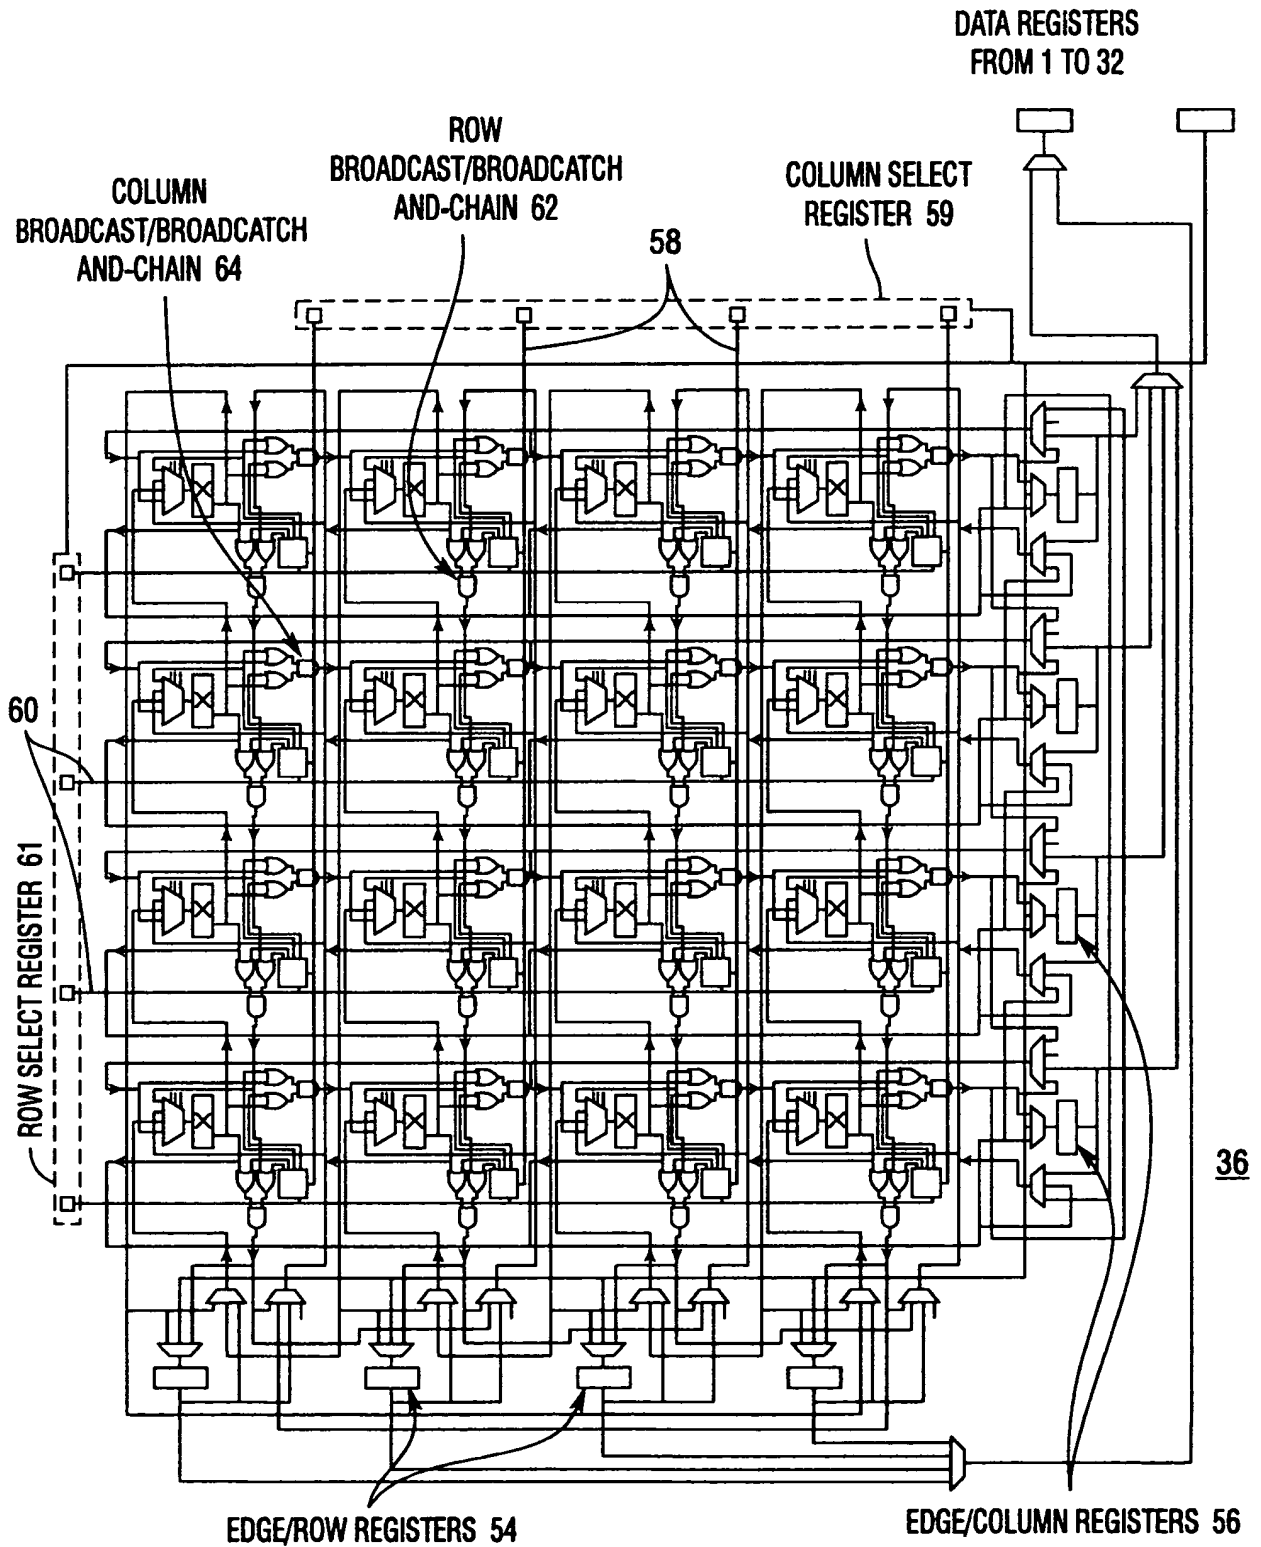 DATA REGISTERS
FROM 1 TO 32
ROW
BROADCAST/BROADCATCH
AND-CHAIN 62
COLUMN SELECT
REGISTER 59
COLUMN
BROADCAST/BROADCATCH
AND-CHAIN 64
58
60
ROW SELECT REGISTER 61
36
EDGE/ROW REGISTERS 54
EDGE/COLUMN REGISTERS 56